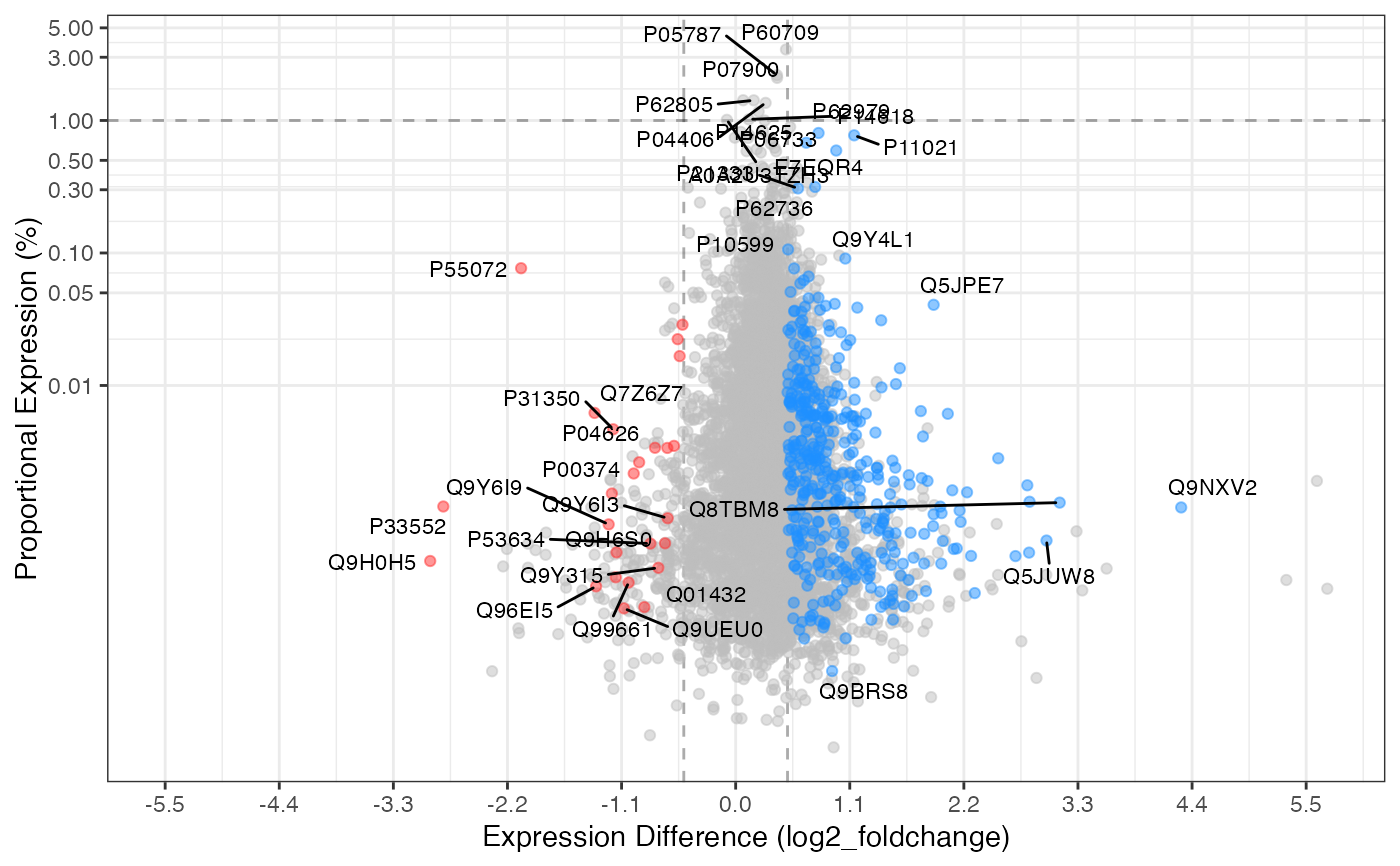 5.00
3.00
1.00
0.50
0.30
0.10
0.05
0.01
Proportional Expression (%)
P05787
P60709
P07900
P62805
P62979
P14618
P04406
P14625
P06733
P11021
P21333
A0A2U3TZH3
E7EQR4
P62736
P10599
Q9Y4L1
P55072
Q5JPE7
P31350
Q7Z6Z7
P04626
P00374
Q9Y6I9
Q9Y6I3
Q8TBM8
Q9NXV2
P33552
P53634
Q9H6S0
Q9H0H5
Q9Y315
Q5JUW8
Q01432
Q96EI5
Q99661
Q9UEU0
Q9BRS8
-5.5
-4.4
-3.3
-2.2
-1.1
0.0
1.1
2.2
3.3
4.4
5.5
Expression Difference (log2_foldchange)